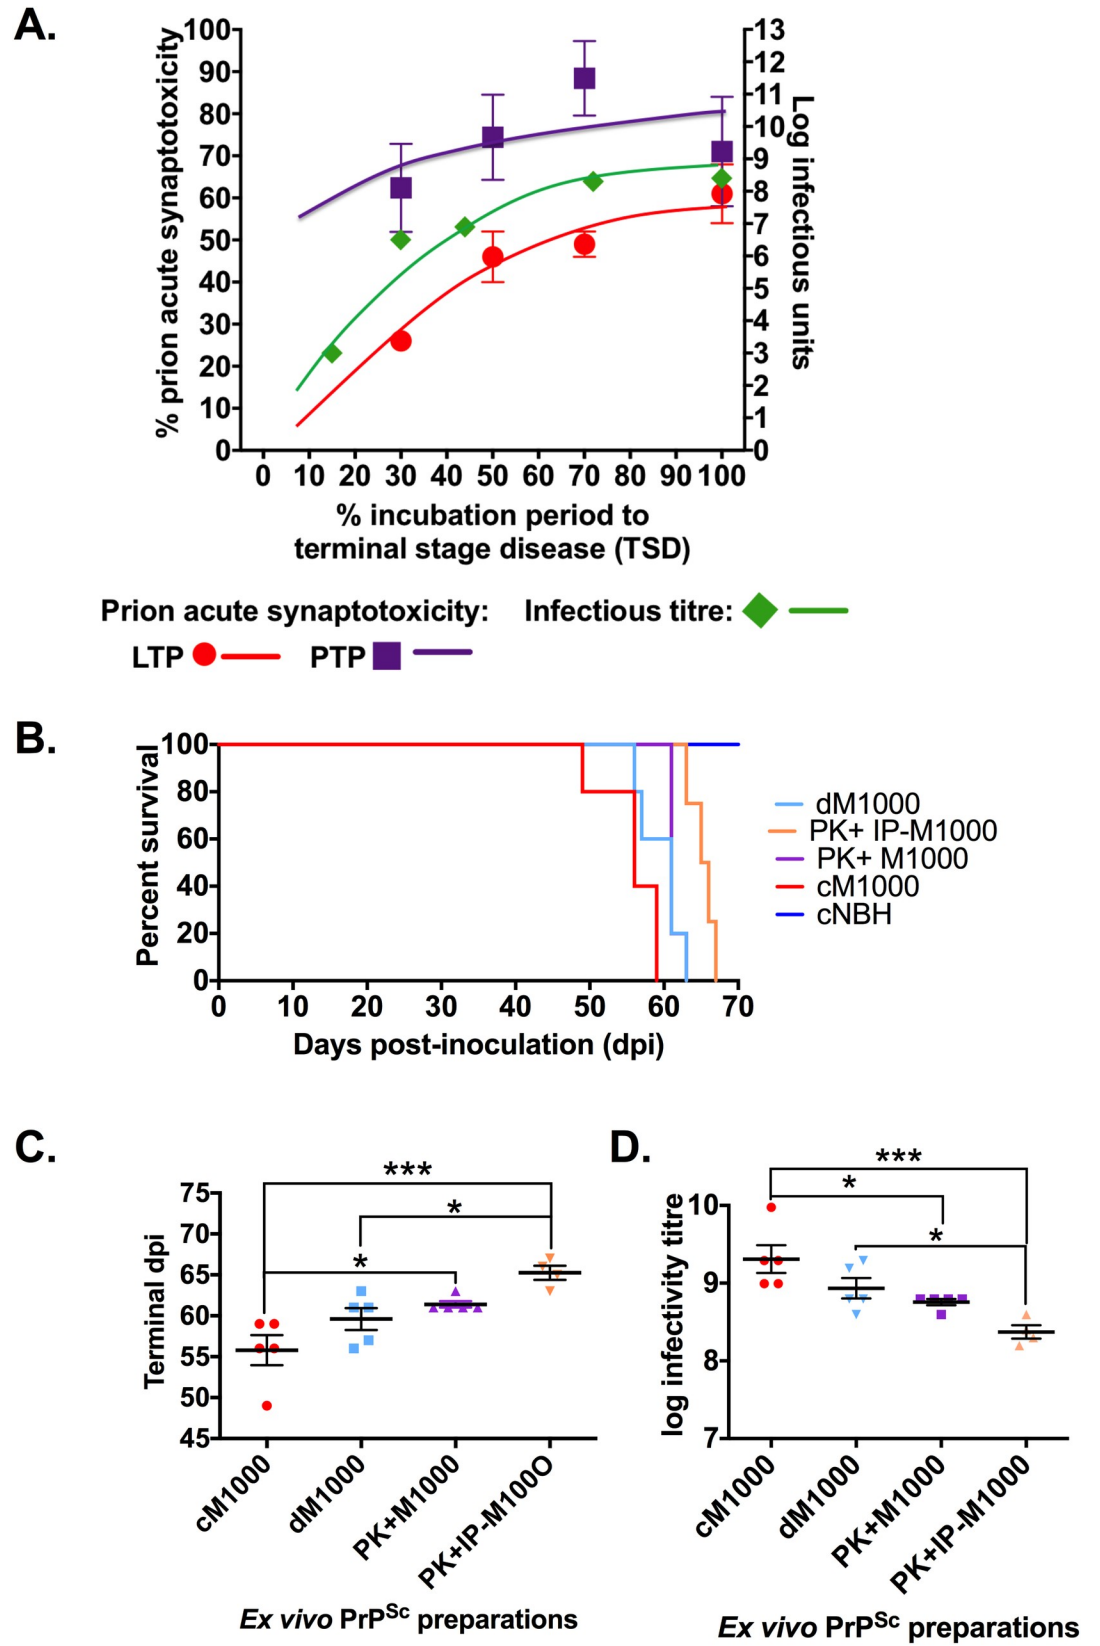 A.
% prion acute synaptotoxicity
100
90
80
70
60
50
40
30
20
10
0
13
12
11
10
9
8
7
6
5
4
3
2
1
0
Log infectious units
0 10 20 30 40 50 60 70 80 90 100
% incubation period to
terminal stage disease (TSD)
Prion acute synaptotoxicity: Infectious titre:
LTP PTP
B.
Percent survival
100
80
60
40
20
0
0 10 20 30 40 50 60 70
Days post-inoculation (dpi)
dM1000
PK+ IP-M1000
PK+ M1000
cM1000
cNBH
C.
Terminal dpi
75
70
65
60
55
50
45
***
*
*
cM1000
dM1000
PK+M1000
PK+IP-M100O
Ex vivo PrPSc preparations
D.
log infectivity titre
10
9
8
7
***
*
*
cM1000
dM1000
PK+M1000
PK+IP-M1000
Ex vivo PrPSc preparations